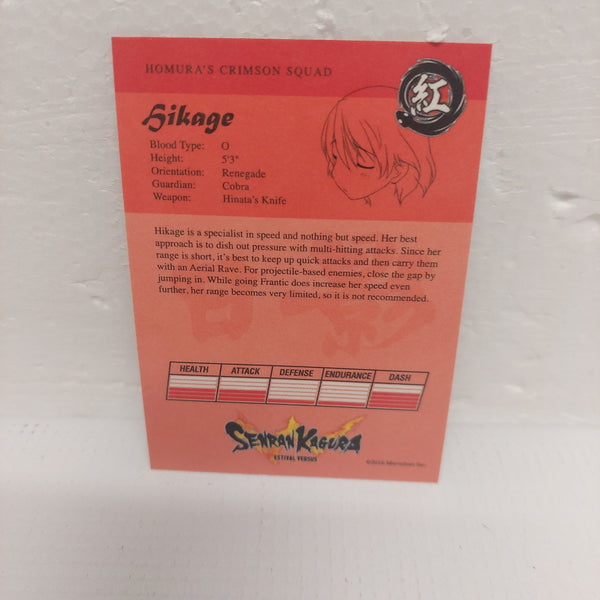 HOMURA'S CRIMSON SQUAD
紅
Hikage
Blood Type: O
Height: 5'3"
Orientation: Renegade
Guardian: Cobra
Weapon: Hinata's Knife
Hikage is a specialist in speed and nothing but speed. Her best
approach is to dish out pressure with multi-hitting attacks. Since her
range is short, it's best to keep up quick attacks and then carry them
with an Aerial Rave. For projectile-based enemies, close the gap by
jumping in. While going Frantic does increase her speed even
further, her range becomes very limited, so it is not recommended.
HEALTH ATTACK DEFENSE ENDURANCE DASH
SENRAN KAGURA
ESTIVAL VERSUS
©2016 Marvelous Inc.